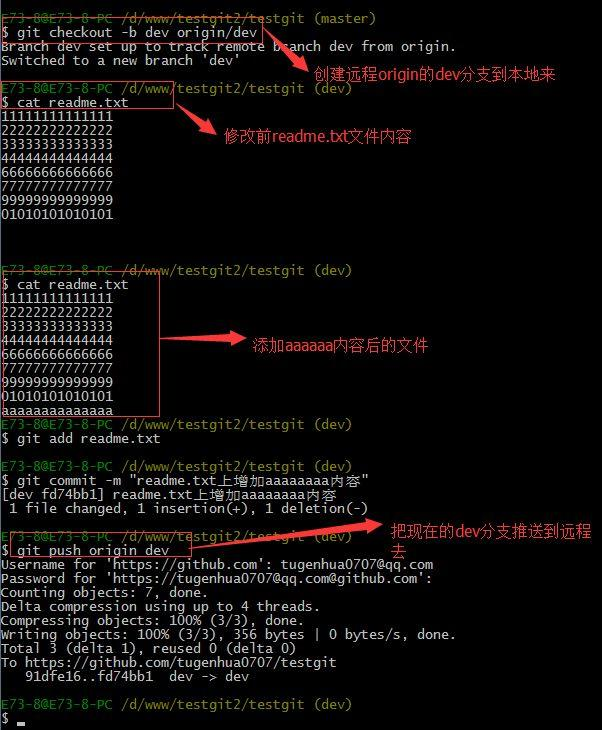 E73-8@E73-8-PC /d/www/testgit2/testgit (master)
$ git checkout -b dev origin/dev
Branch dev set up to track remote branch dev from origin.
Switched to a new branch 'dev'
创建远程origin的dev分支到本地来
E73-8@E73-8-PC /d/www/testgit2/testgit (dev)
$ cat readme.txt
11111111111111
22222222222222
修改前readme.txt文件内容
33333333333333
44444444444444
66666666666666
77777777777777
99999999999999
01010101010101
E73-8@E73-8-PC /d/www/testgit2/testgit (dev)
$ cat readme.txt
11111111111111
22222222222222
33333333333333
44444444444444
添加aaaaaa内容后的文件
66666666666666
77777777777777
99999999999999
01010101010101
aaaaaaaaaaaaaa
E73-8@E73-8-PC /d/www/testgit2/testgit (dev)
$ git add readme.txt
E73-8@E73-8-PC /d/www/testgit2/testgit (dev)
$ git commit -m "readme.txt上增加aaaaaaaa内容"
[dev fd74bb1] readme.txt上增加aaaaaaaa内容
1 file changed, 1 insertion(+), 1 deletion(-)
把现在的dev分支推送到远程
去
E73-8@E73-8-PC /d/www/testgit2/testgit (dev)
$ git push origin dev
Username for 'https://github.com': tugenhua0707@qq.com
Password for 'https://tugenhua0707@qq.com@github.com':
Counting objects: 7, done.
Delta compression using up to 4 threads.
Compressing objects: 100% (3/3), done.
Writing objects: 100% (3/3), 356 bytes | 0 bytes/s, done.
Total 3 (delta 1), reused 0 (delta 0)
To https://github.com/tugenhua0707/testgit
91dfe16..fd74bb1 dev -> dev
E73-8@E73-8-PC /d/www/testgit2/testgit (dev)
$